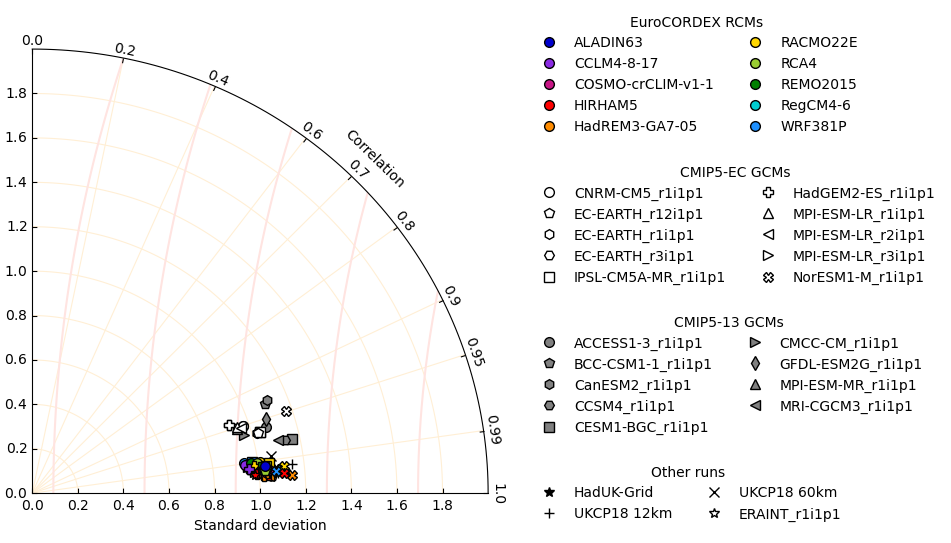 0.0
0.2
0.4
0.6
0.7
0.8
0.9
0.95
0.99
1.0
Correlation
1.8
1.6
1.4
1.2
1.0
0.8
0.6
0.4
0.2
0.0
0.0 0.2 0.4 0.6 0.8 1.0 1.2 1.4 1.6 1.8
Standard deviation
EuroCORDEX RCMs
ALADIN63 RACMO22E
CCLM4-8-17 RCA4
COSMO-crCLIM-v1-1 REMO2015
HIRHAM5 RegCM4-6
HadREM3-GA7-05 WRF381P
CMIP5-EC GCMs
CNRM-CM5_r1i1p1 HadGEM2-ES_r1i1p1
EC-EARTH_r12i1p1 MPI-ESM-LR_r1i1p1
EC-EARTH_r1i1p1 MPI-ESM-LR_r2i1p1
EC-EARTH_r3i1p1 MPI-ESM-LR_r3i1p1
IPSL-CM5A-MR_r1i1p1 NorESM1-M_r1i1p1
CMIP5-13 GCMs
ACCESS1-3_r1i1p1 CMCC-CM_r1i1p1
BCC-CSM1-1_r1i1p1 GFDL-ESM2G_r1i1p1
CanESM2_r1i1p1 MPI-ESM-MR_r1i1p1
CCSM4_r1i1p1 MRI-CGCM3_r1i1p1
CESM1-BGC_r1i1p1
Other runs
HadUK-Grid UKCP18 60km
UKCP18 12km ERAINT_r1i1p1